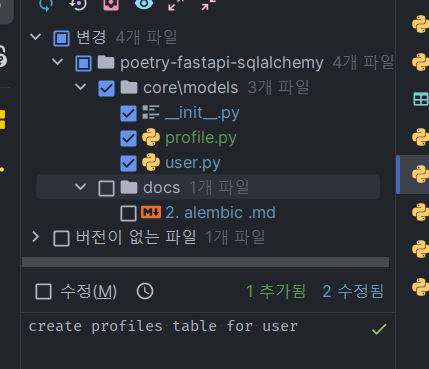 변경 4개 파일
poetry-fastapi-sqlalchemy 4개 파일
core\models 3개 파일
__init__.py
profile.py
user.py
docs 1개 파일
2. alembic .md
버전이 없는 파일 1개 파일
수정(M) 1 추가됨 2 수정됨
create profiles table for user